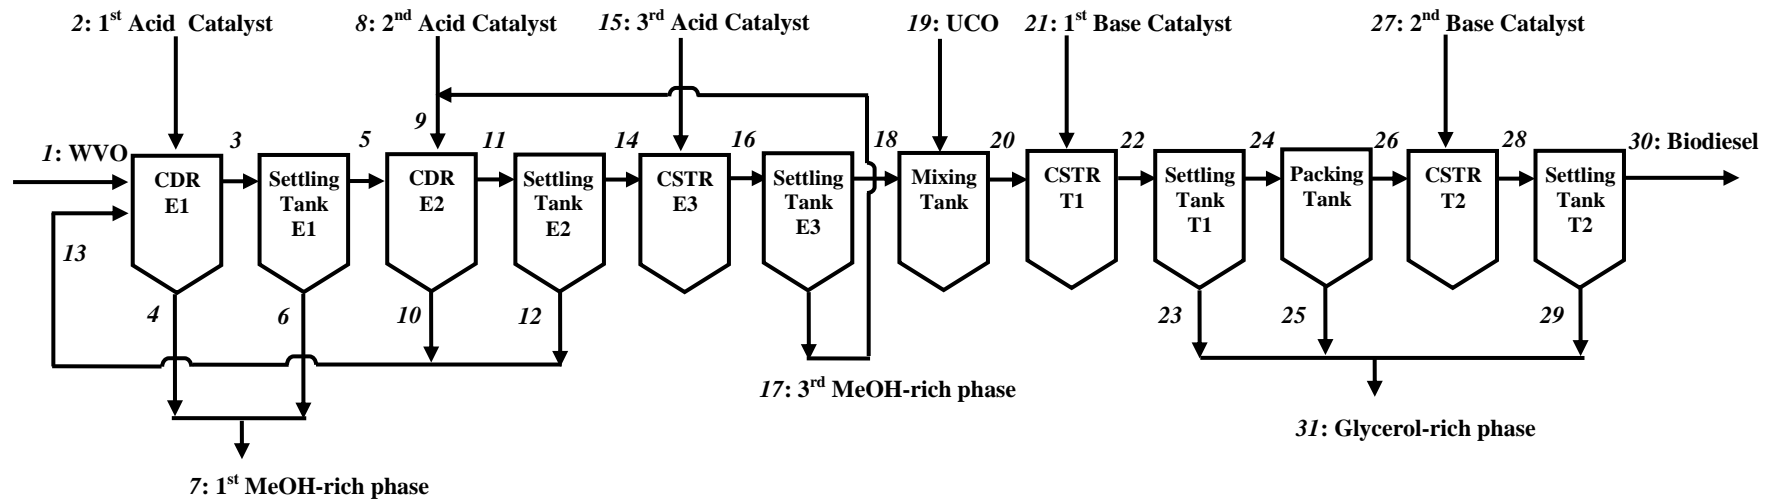 2: 1st Acid Catalyst
8: 2nd Acid Catalyst
15: 3rd Acid Catalyst
19: UCO
21: 1st Base Catalyst
27: 2nd Base Catalyst
1: WVO
3
5
9
11
14
16
18
20
22
24
26
28
30: Biodiesel
CDR
E1
Settling
Tank
E1
CDR
E2
Settling
Tank
E2
CSTR
E3
Settling
Tank
E3
Mixing
Tank
CSTR
T1
Settling
Tank
T1
Packing
Tank
CSTR
T2
Settling
Tank
T2
13
4
6
10
12
23
25
29
17: 3rd MeOH-rich phase
31: Glycerol-rich phase
7: 1st MeOH-rich phase